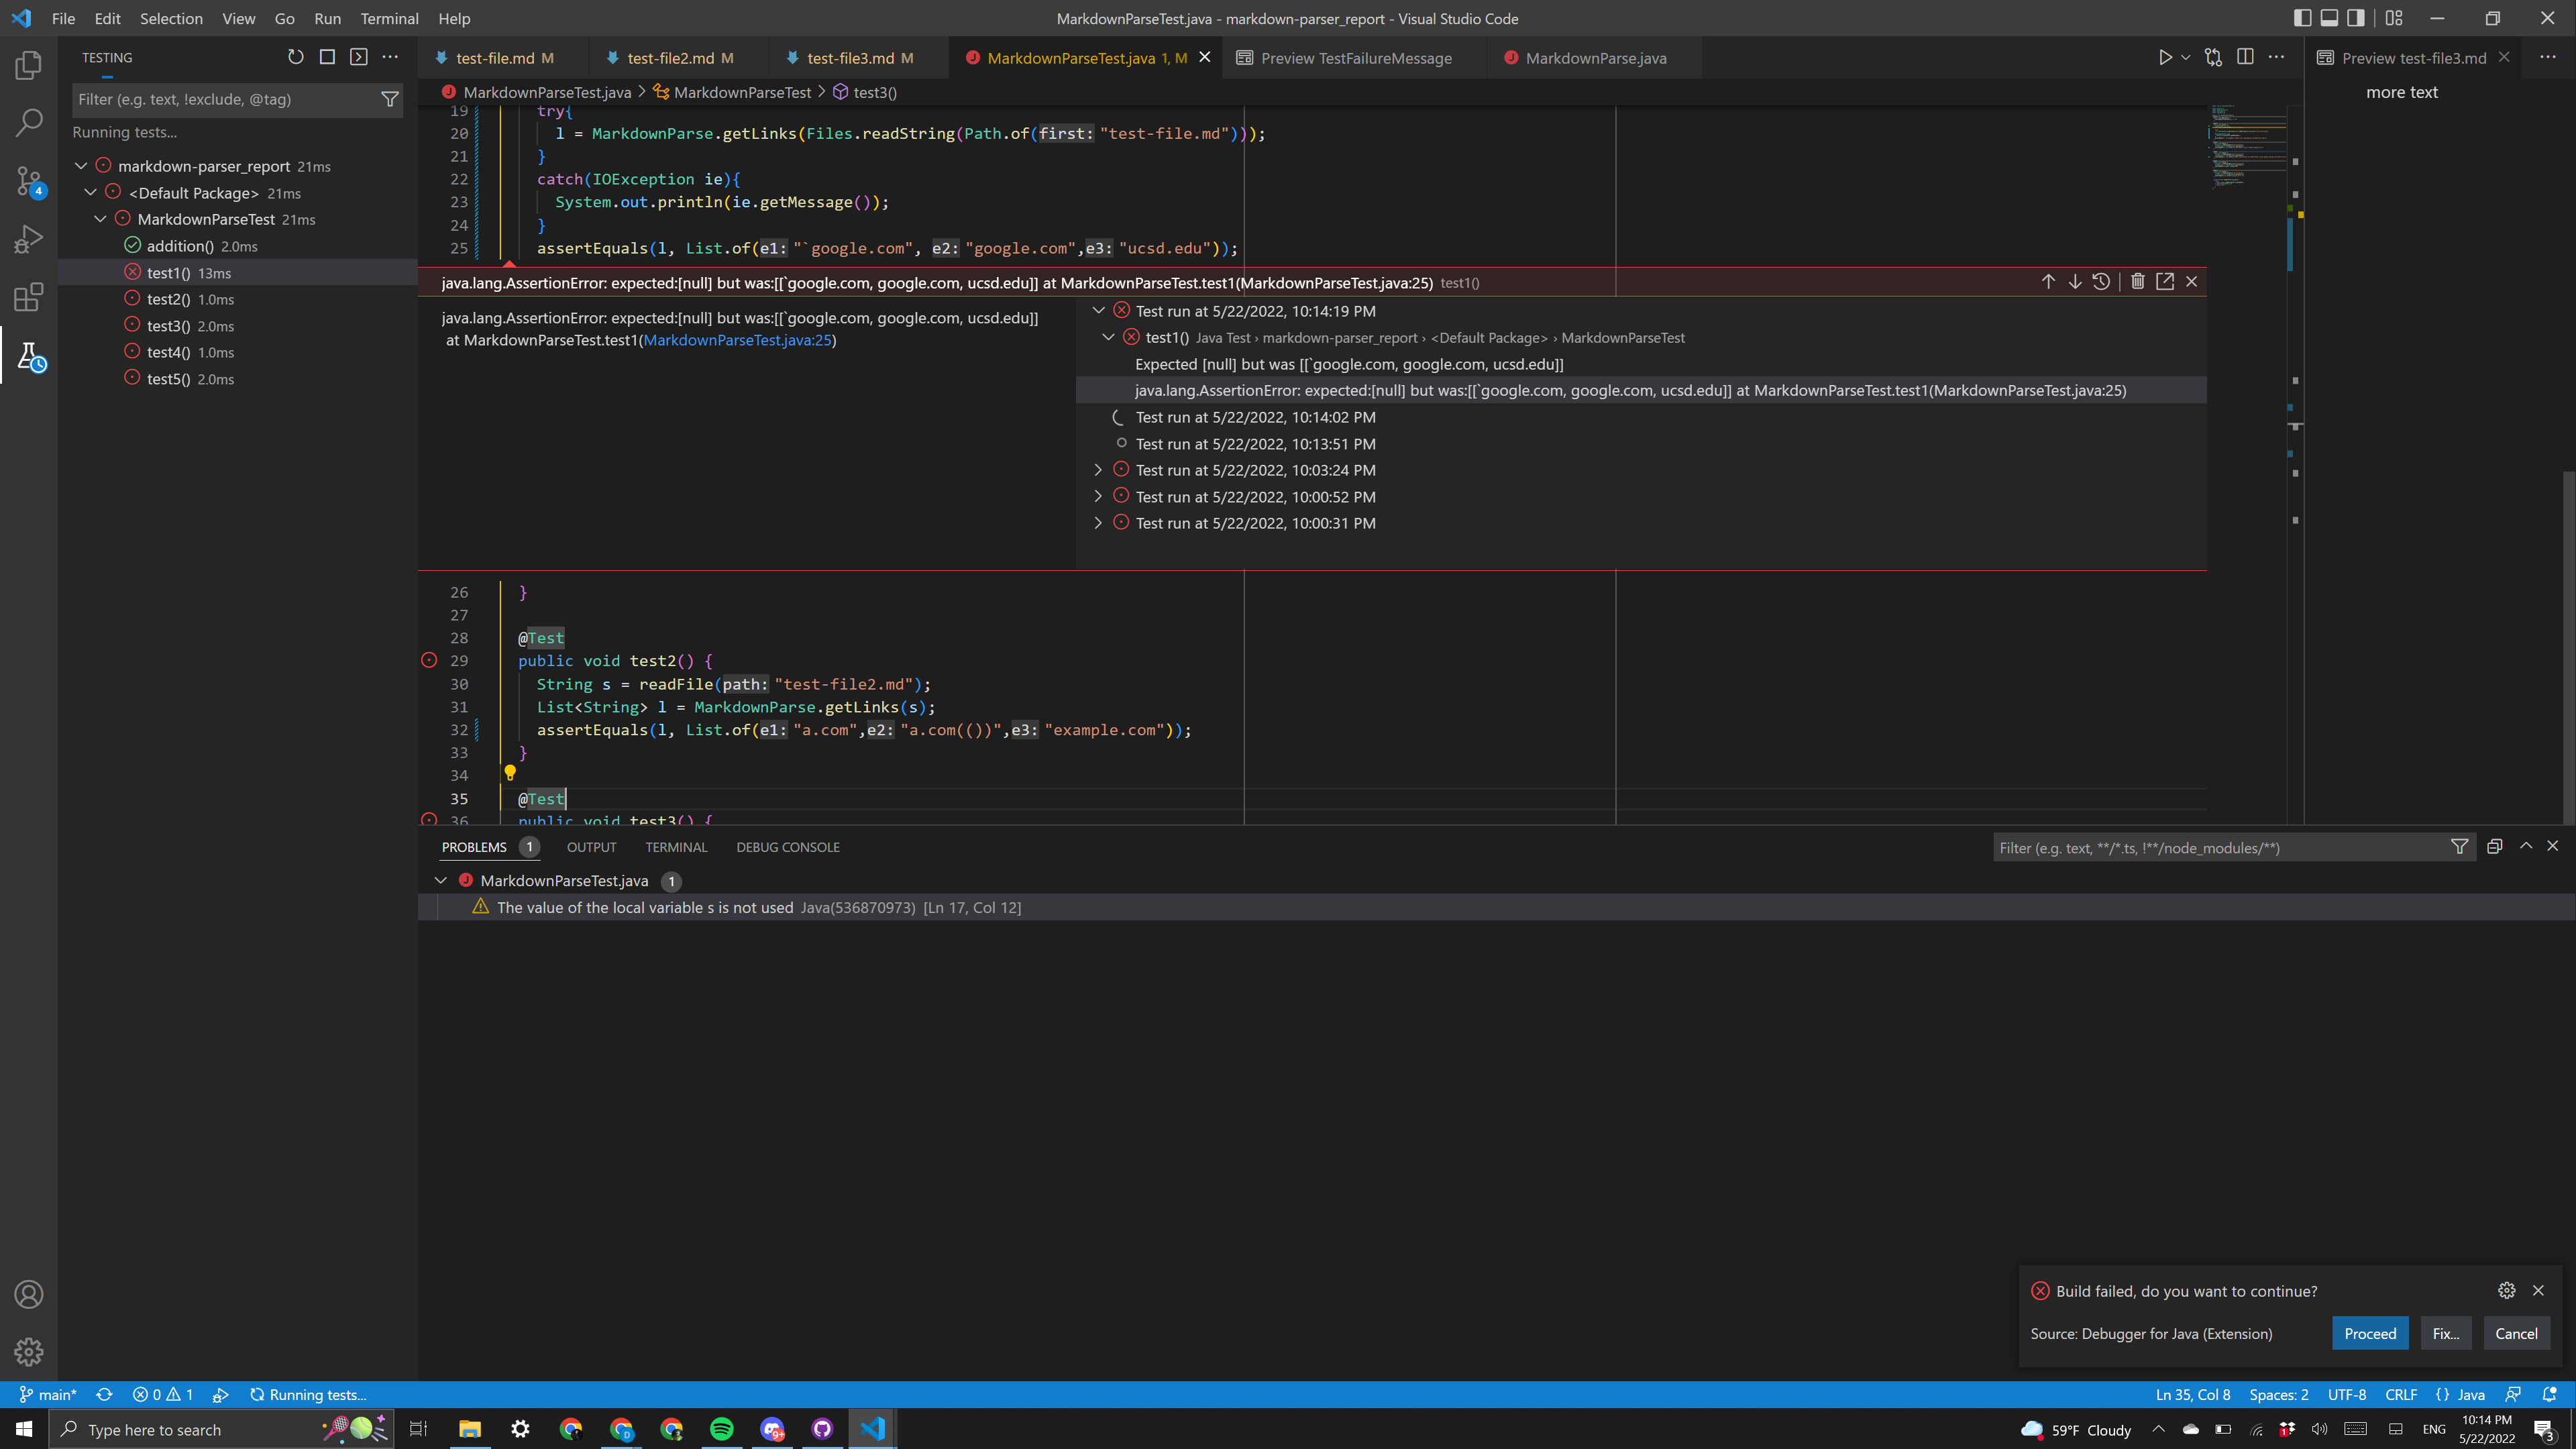 File Edit Selection View Go Run Terminal Help
MarkdownParseTest.java - markdown-parser_report - Visual Studio Code
TESTING
Filter (e.g. text, !exclude, @tag)
Running tests...
markdown-parser_report 21ms
<Default Package> 21ms
MarkdownParseTest 21ms
addition() 2.0ms
test1() 13ms
test2() 1.0ms
test3() 2.0ms
test4() 1.0ms
test5() 2.0ms
4
test-file.md M
test-file2.md M
test-file3.md M
MarkdownParseTest.java 1, M
Preview TestFailureMessage
MarkdownParse.java
Preview test-file3.md
more text
MarkdownParseTest.java > MarkdownParseTest > test3()
19 try{
20 l = MarkdownParse.getLinks(Files.readString(Path.of(first: "test-file.md")));
21 }
22 catch(IOException ie){
23 System.out.println(ie.getMessage());
24 }
25 assertEquals(l, List.of(e1: "`google.com", e2: "google.com",e3: "ucsd.edu"));
java.lang.AssertionError: expected:[null] but was:[[`google.com, google.com, ucsd.edu]] at MarkdownParseTest.test1(MarkdownParseTest.java:25) test1()
java.lang.AssertionError: expected:[null] but was:[[`google.com, google.com, ucsd.edu]]
at MarkdownParseTest.test1(MarkdownParseTest.java:25)
Test run at 5/22/2022, 10:14:19 PM
test1() Java Test › markdown-parser_report › <Default Package> › MarkdownParseTest
Expected [null] but was [[`google.com, google.com, ucsd.edu]]
java.lang.AssertionError: expected:[null] but was:[[`google.com, google.com, ucsd.edu]] at MarkdownParseTest.test1(MarkdownParseTest.java:25)
Test run at 5/22/2022, 10:14:02 PM
Test run at 5/22/2022, 10:13:51 PM
Test run at 5/22/2022, 10:03:24 PM
Test run at 5/22/2022, 10:00:52 PM
Test run at 5/22/2022, 10:00:31 PM
26 }
27
28 @Test
29 public void test2() {
30 String s = readFile(path: "test-file2.md");
31 List<String> l = MarkdownParse.getLinks(s);
32 assertEquals(l, List.of(e1: "a.com",e2: "a.com(())",e3: "example.com"));
33 }
34
35 @Test
36 public void test3() {
PROBLEMS 1 OUTPUT TERMINAL DEBUG CONSOLE
Filter (e.g. text, **/*.ts, !**/node_modules/**)
MarkdownParseTest.java 1
The value of the local variable s is not used Java(536870973) [Ln 17, Col 12]
Build failed, do you want to continue?
Source: Debugger for Java (Extension)
Proceed Fix... Cancel
main* 0 1 Running tests...
Ln 35, Col 8 Spaces: 2 UTF-8 CRLF {} Java
Type here to search
59°F Cloudy
ENG
10:14 PM
5/22/2022
3